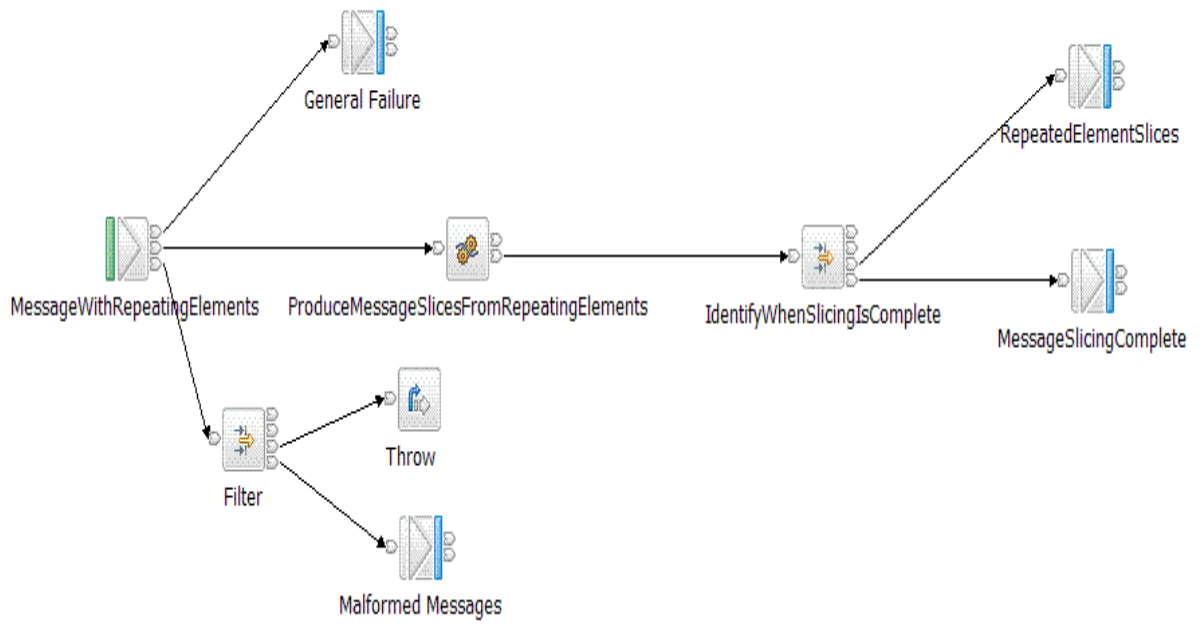 General Failure
RepeatedElementSlices
MessageWithRepeatingElements
ProduceMessageSlicesFromRepeatingElements
IdentifyWhenSlicingIsComplete
MessageSlicingComplete
Throw
Filter
Malformed Messages